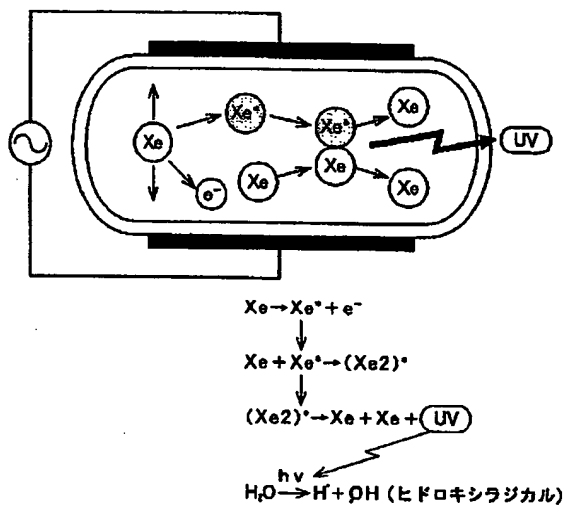 Xe Xe* Xe* Xe
Xe e⁻ Xe Xe Xe UV
Xe→Xe*+e⁻
Xe+Xe*→(Xe2)*
(Xe2)*→Xe+Xe+UV
hν
H₂O→H+OH (ヒドロキシラジカル)